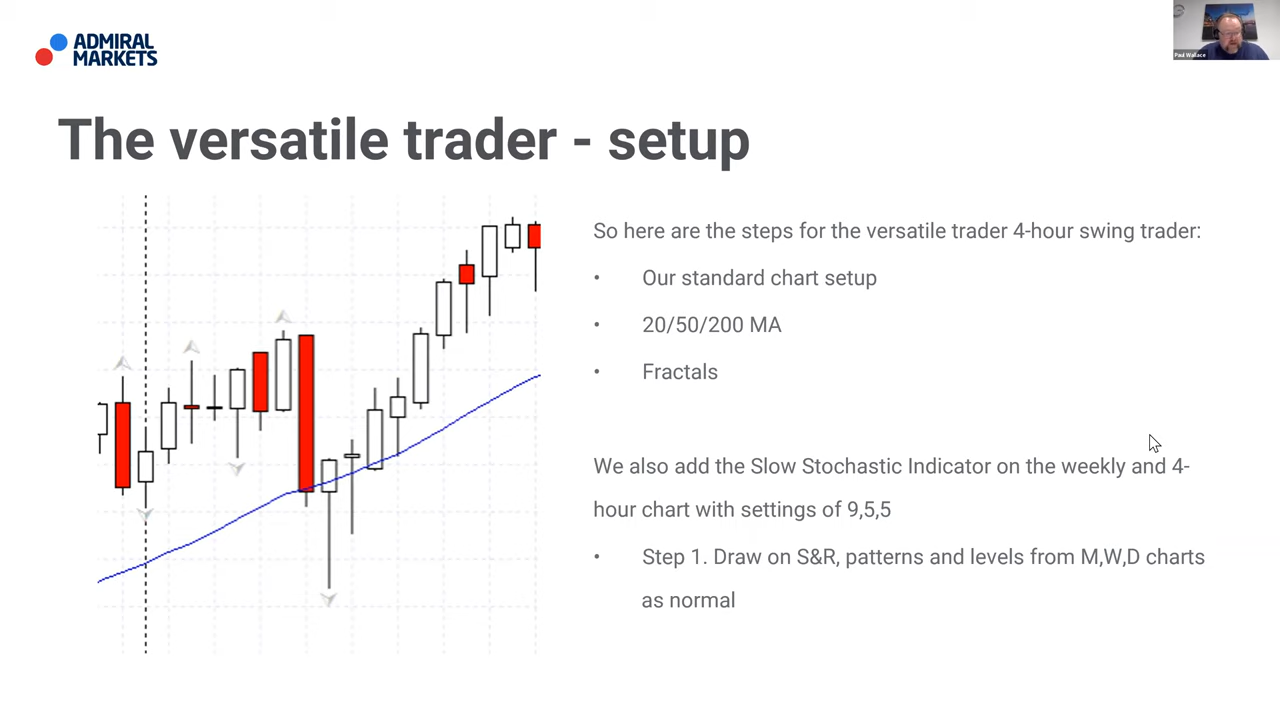 ADMIRAL
MARKETS
Paul Wallace
The versatile trader - setup
So here are the steps for the versatile trader 4-hour swing trader:
• Our standard chart setup
• 20/50/200 MA
• Fractals
We also add the Slow Stochastic Indicator on the weekly and 4-
hour chart with settings of 9,5,5
• Step 1. Draw on S&R, patterns and levels from M,W,D charts
as normal